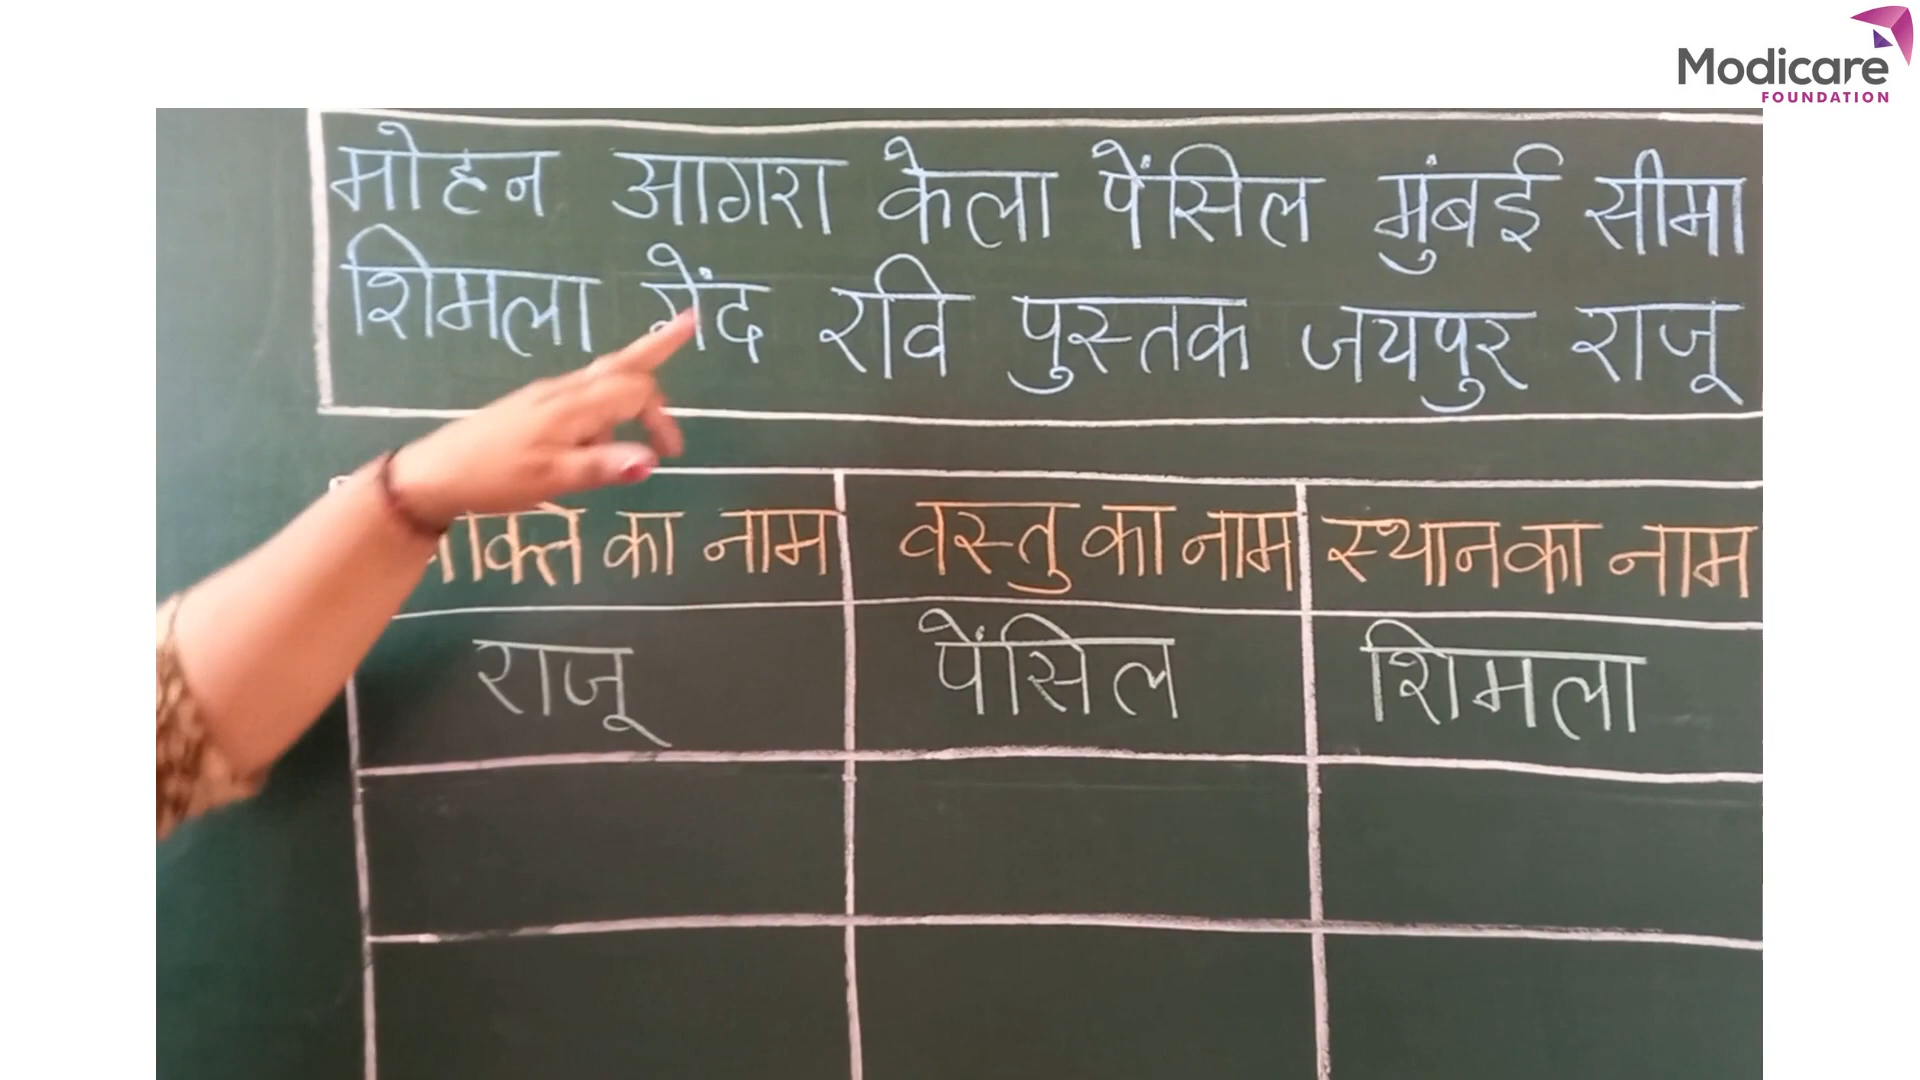 Modicare
FOUNDATION
मोहन आगरा केला पेंसिल मुंबई सीमा
शिमला गेंद रवि पुस्तक जयपुर राजू
का नाम वस्तु का नाम स्थान का नाम
राजू पेंसिल शिमला